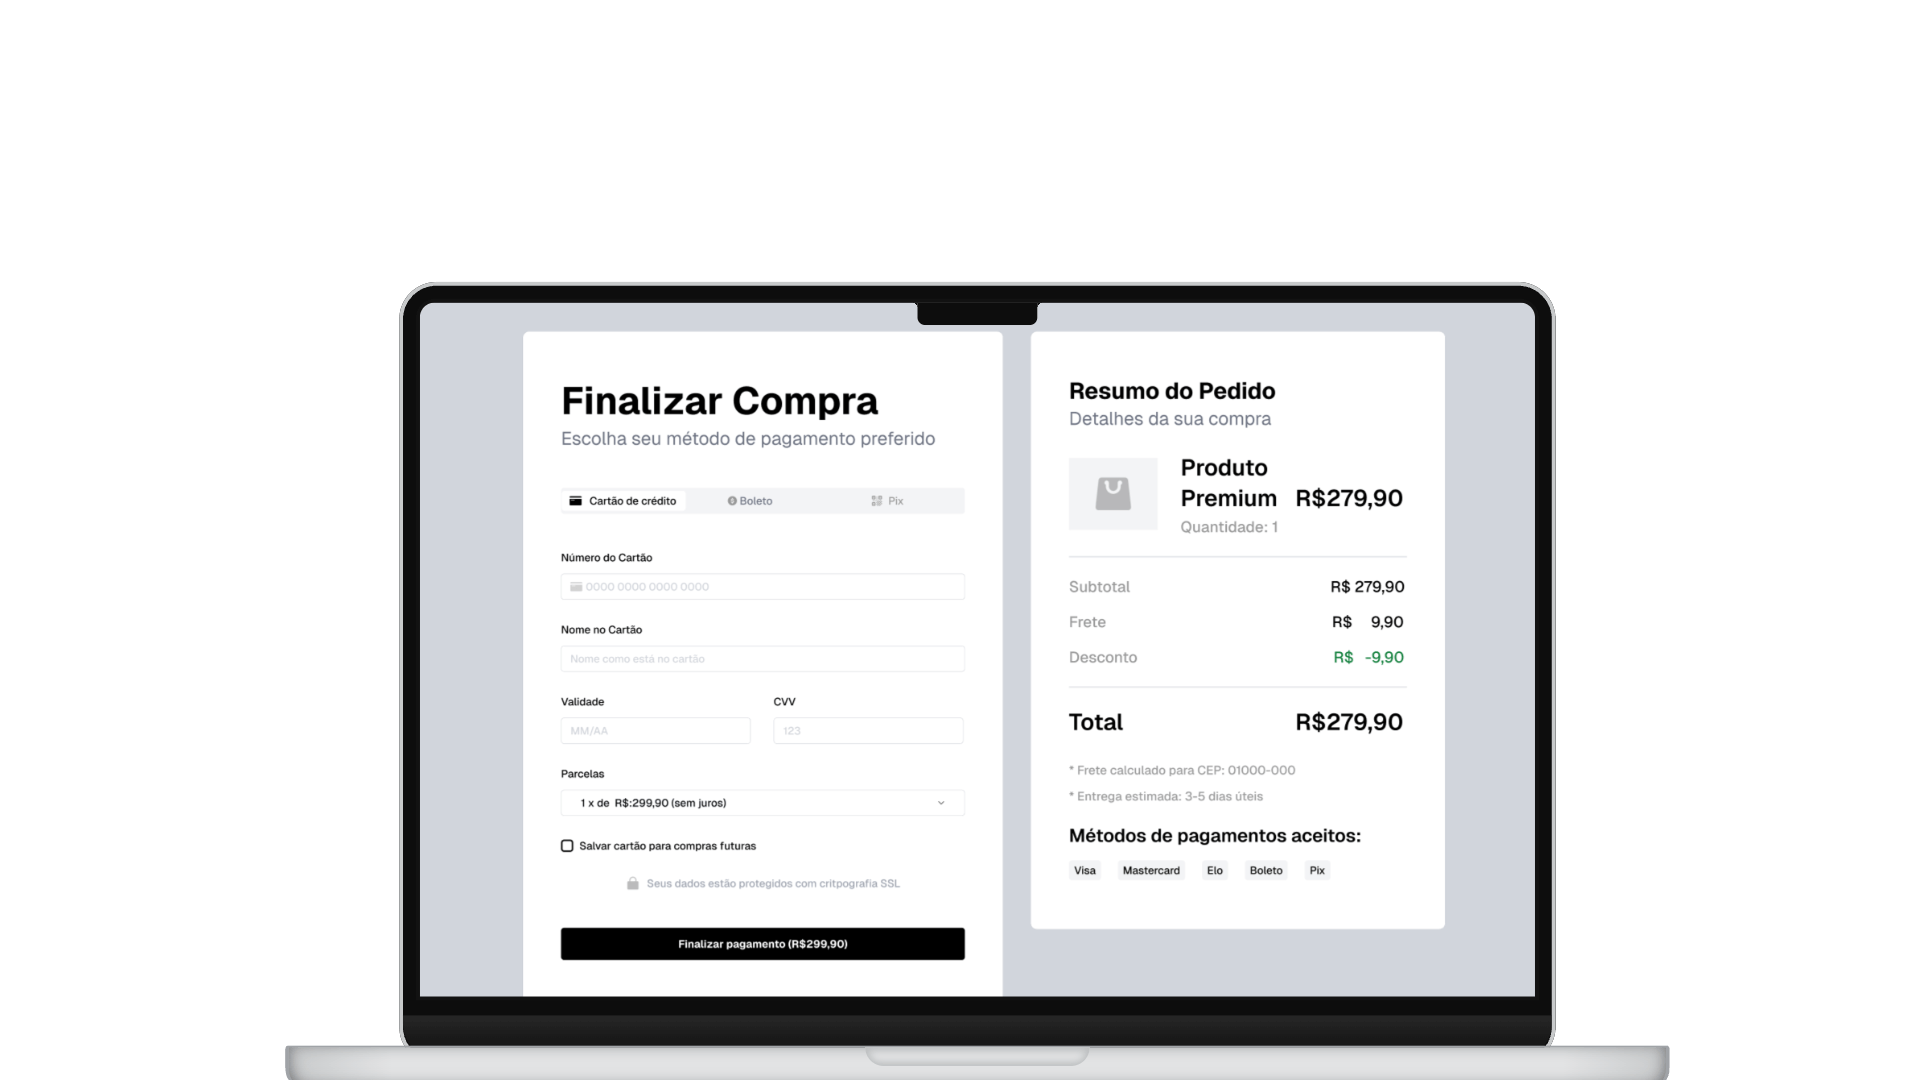 Finalizar Compra
Escolha seu método de pagamento preferido
Cartão de crédito
Boleto
Pix
Número do Cartão
0000 0000 0000 0000
Nome no Cartão
Nome como está no cartão
Validade
CVV
MM/AA
123
Parcelas
1 x de R$:299,90 (sem juros)
Salvar cartão para compras futuras
Seus dados estão protegidos com critpografia SSL
Finalizar pagamento (R$299,90)
Resumo do Pedido
Detalhes da sua compra
Produto
Premium R$279,90
Quantidade: 1
Subtotal R$ 279,90
Frete R$ 9,90
Desconto R$ -9,90
Total R$279,90
* Frete calculado para CEP: 01000-000
* Entrega estimada: 3-5 dias úteis
Métodos de pagamentos aceitos:
Visa Mastercard Elo Boleto Pix